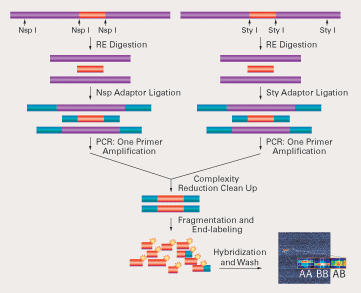 Nsp I Nsp I Nsp I Sty I Sty I Sty I
RE Digestion RE Digestion
Nsp Adaptor Ligation Sty Adaptor Ligation
PCR: One Primer PCR: One Primer
Amplification Amplification
Complexity
Reduction Clean Up
Fragmentation and
End-labeling
Hybridization
and Wash
AA BB AB